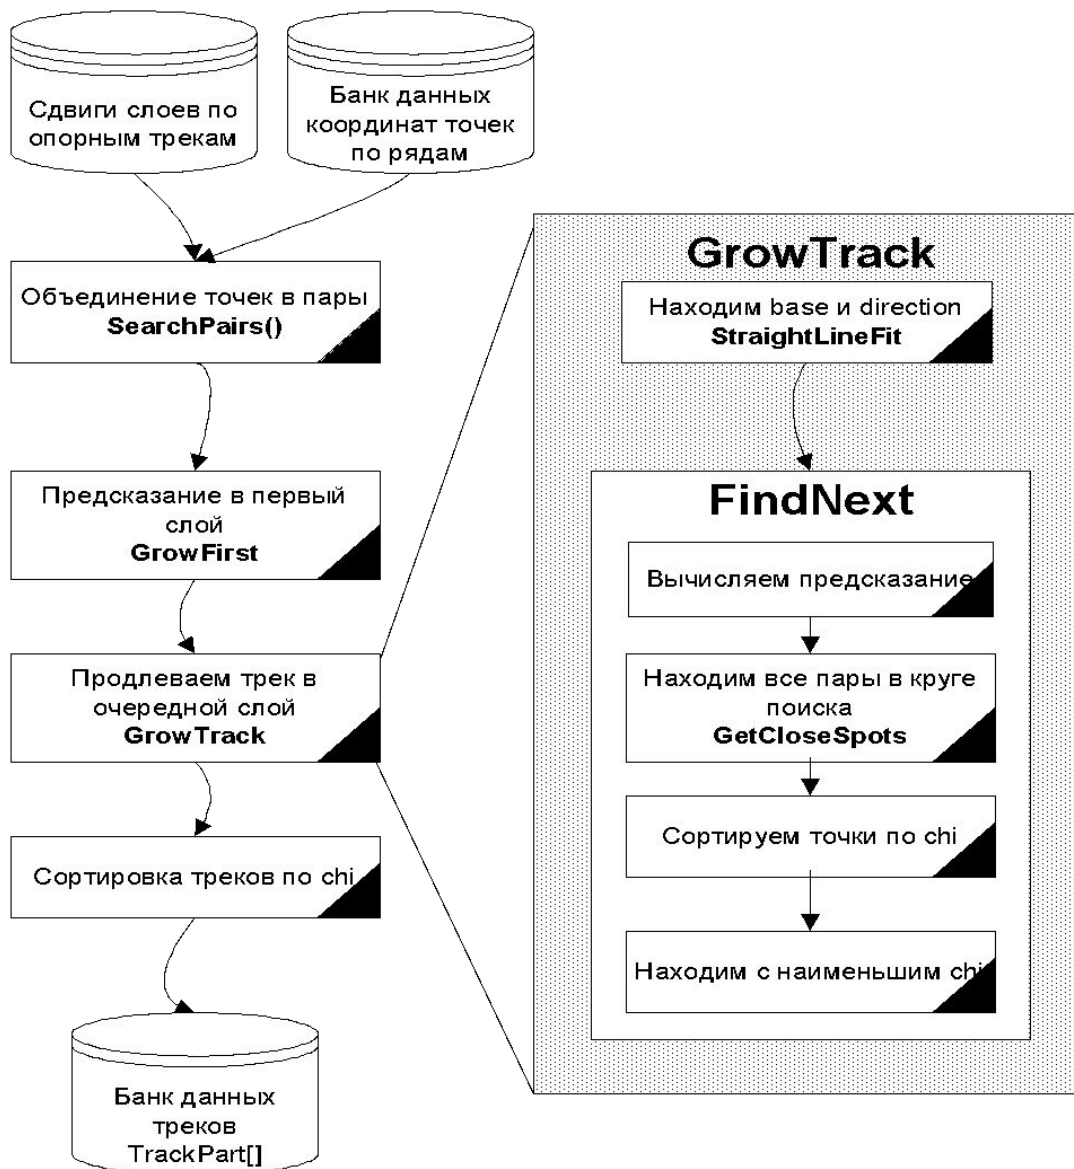 Сдвиги слоев по
опорным трекам
Банк данных
координат точек
по рядам
Объединение точек в пары
SearchPairs()
Предсказание в первый
слой
GrowFirst
Продлеваем трек в
очередной слой
GrowTrack
Сортировка треков по chi
Банк данных
треков
TrackPart[]
GrowTrack
Находим base и direction
StraightLineFit
FindNext
Вычисляем предсказание
Находим все пары в круге
поиска
GetCloseSpots
Сортируем точки по chi
Находим с наименьшим chi